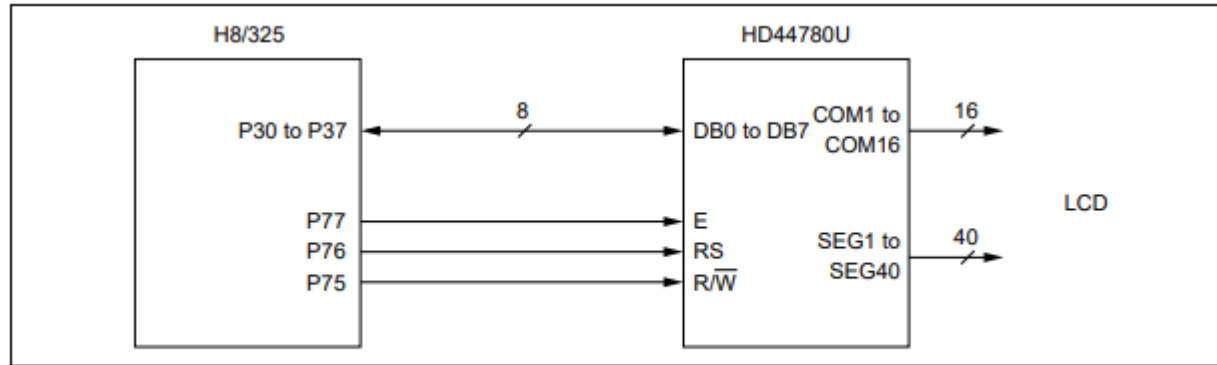 H8/325
HD44780U
P30 to P37
8
DB0 to DB7
COM1 to
COM16
16
LCD
P77
E
P76
RS
P75
R/W̅
SEG1 to
SEG40
40